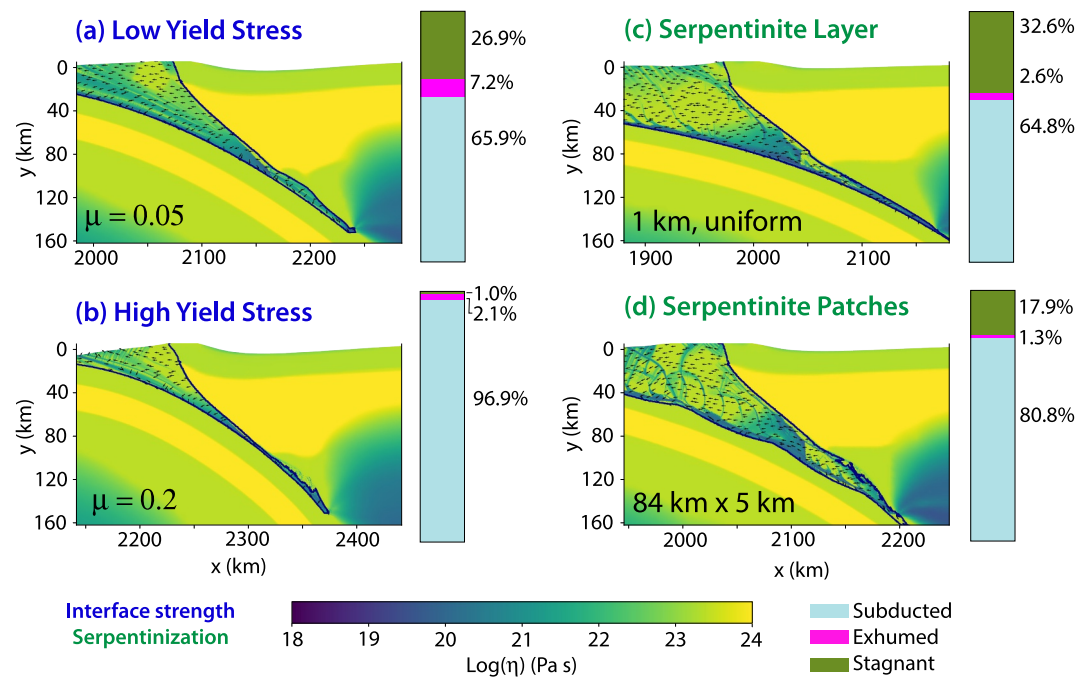 (a) Low Yield Stress
26.9%
7.2%
65.9%
0
40
80
120
160
y (km)
μ = 0.05
2000
2100
2200
(c) Serpentinite Layer
32.6%
2.6%
64.8%
0
40
80
120
160
y (km)
1 km, uniform
1900
2000
2100
(b) High Yield Stress
1.0%
2.1%
96.9%
0
40
80
120
160
y (km)
μ = 0.2
2200
2300
2400
x (km)
(d) Serpentinite Patches
17.9%
1.3%
80.8%
0
40
80
120
160
y (km)
84 km x 5 km
2000
2100
2200
x (km)
Interface strength
Serpentinization
18
19
20
21
22
23
24
Log(η) (Pa s)
Subducted
Exhumed
Stagnant